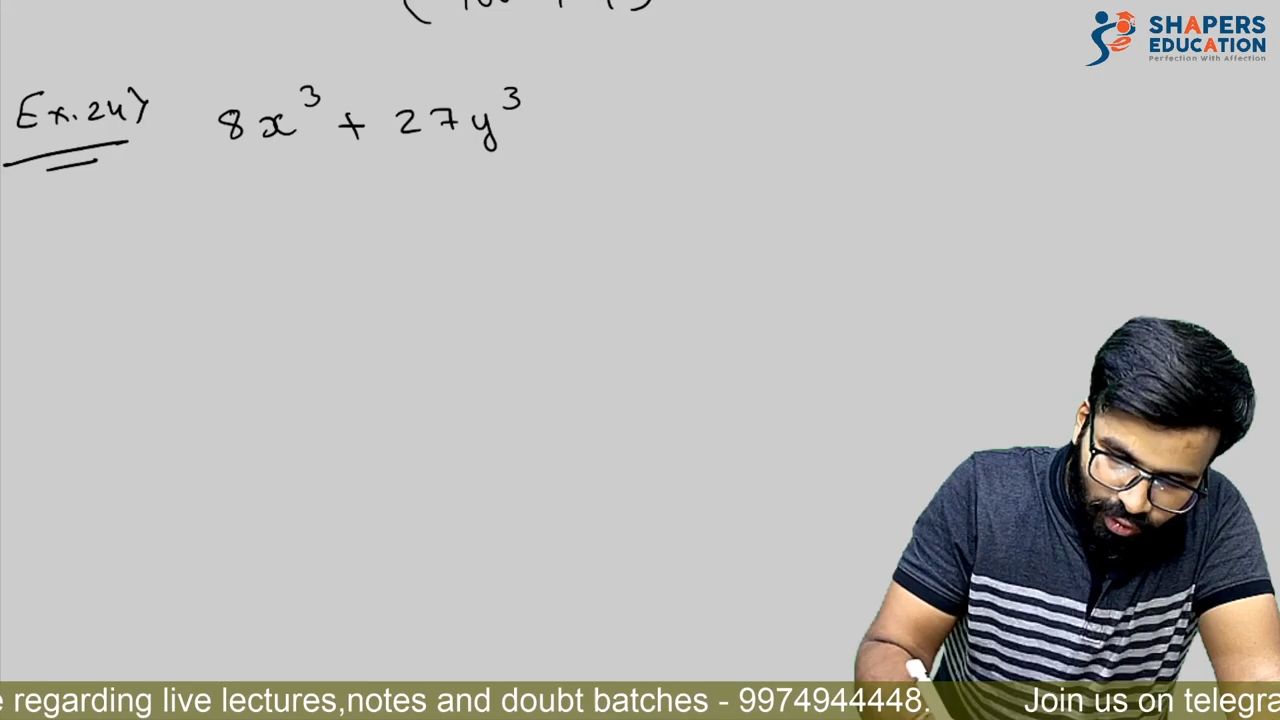 SHAPERS
EDUCATION
Perfection With Affection
Ex.24) 8x³ + 27y³
e regarding live lectures,notes and doubt batches - 9974944448. Join us on telegra